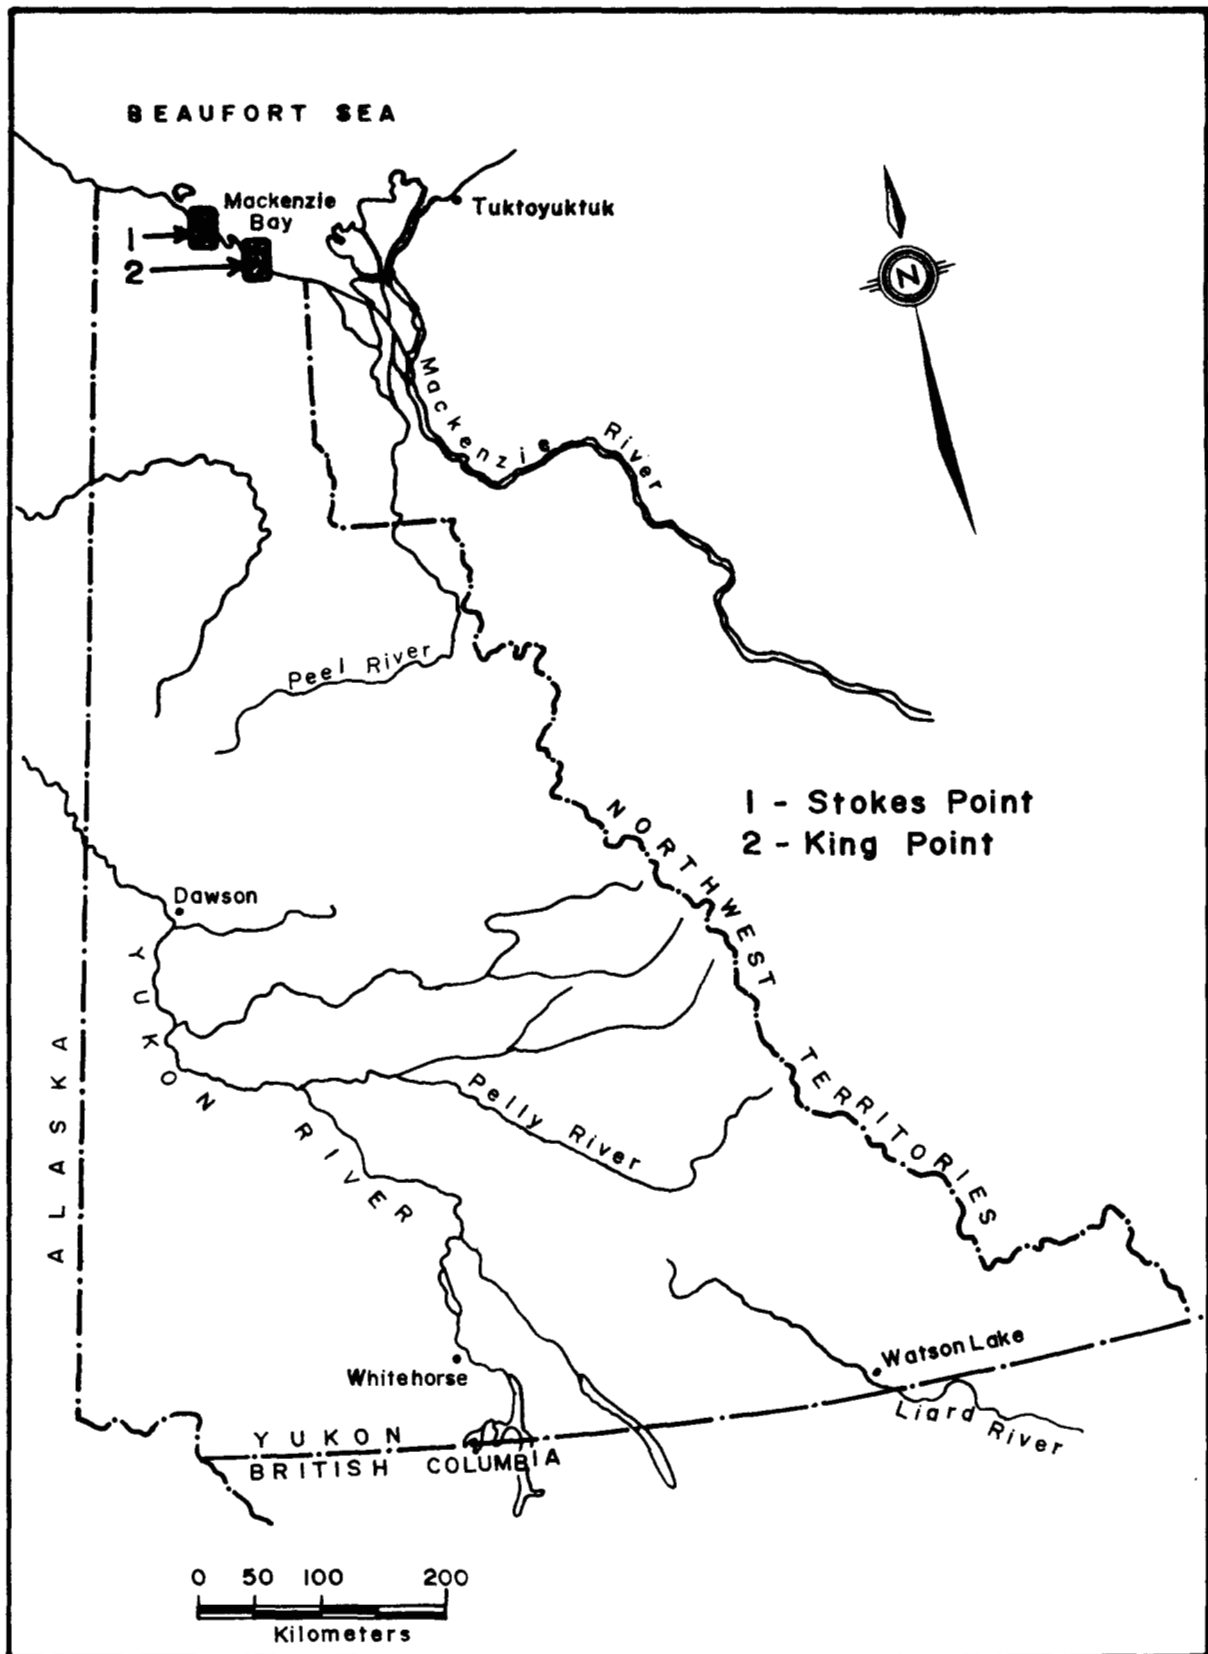 BEAUFORT SEA
Mackenzie
Bay
Tuktoyuktuk
1
2
N
Mackenzie River
Peel River
1 - Stokes Point
2 - King Point
NORTHWEST TERRITORIES
Dawson
YUKON RIVER
ALASKA
Pelly River
Watson Lake
Whitehorse
Liard River
YUKON
BRITISH COLUMBIA
0 50 100 200
Kilometers